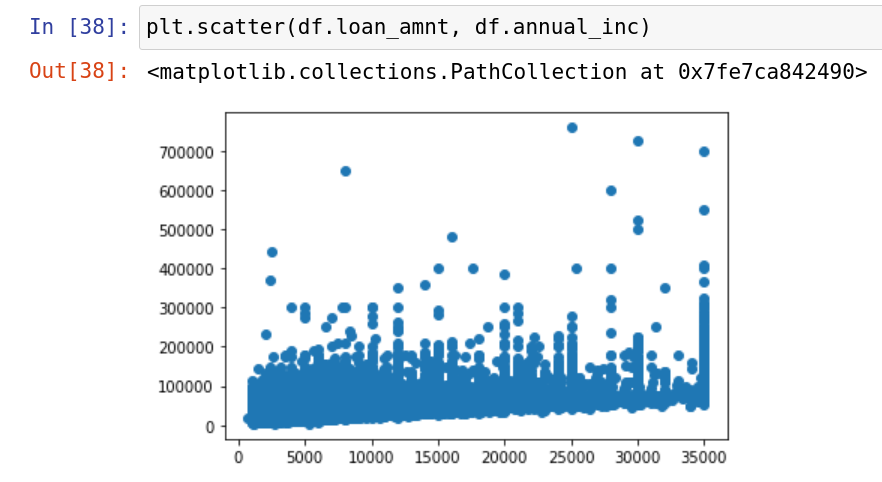 In [38]: plt.scatter(df.loan_amnt, df.annual_inc)
Out[38]: <matplotlib.collections.PathCollection at 0x7fe7ca842490>
700000
600000
500000
400000
300000
200000
100000
0
0 5000 10000 15000 20000 25000 30000 35000